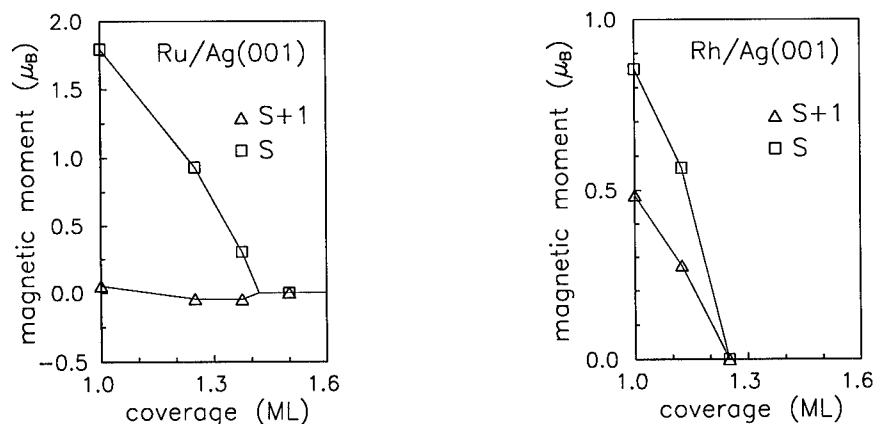 2.0
1.5
1.0
0.5
0.0
−0.5
magnetic moment (μB)
Ru/Ag(001)
S+1
S
1.0
1.3
1.6
coverage (ML)
1.0
0.5
0.0
magnetic moment (μB)
Rh/Ag(001)
S+1
S
1.0
1.3
1.6
coverage (ML)